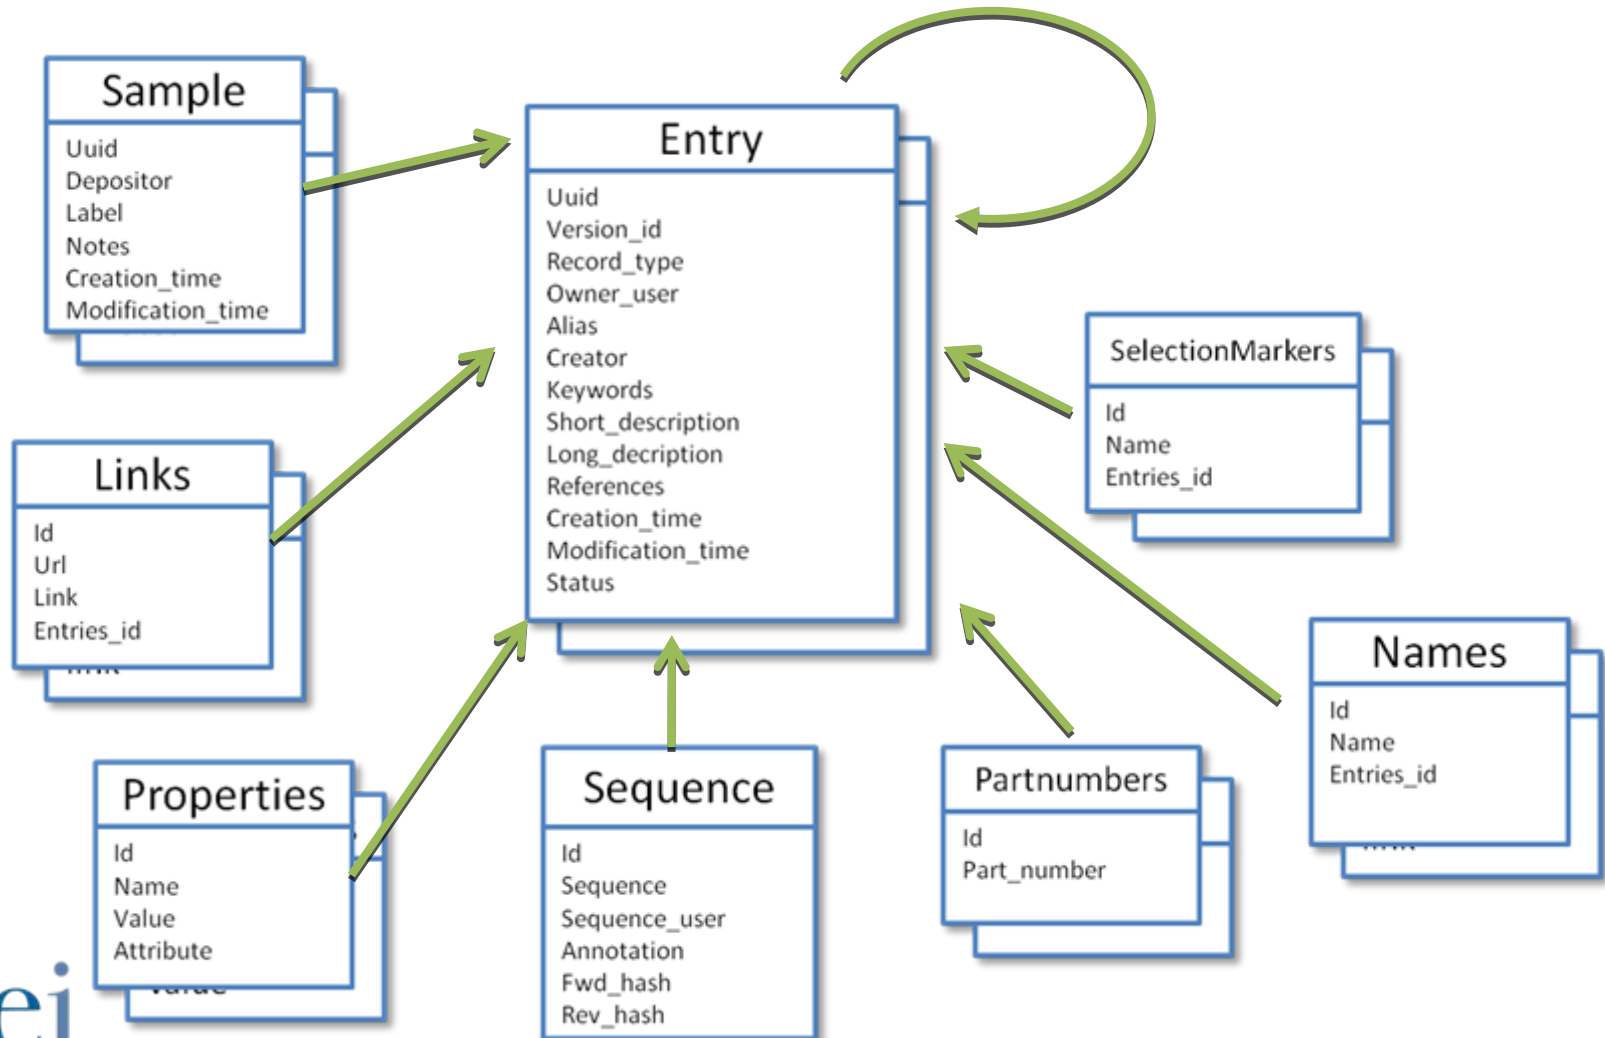 Sample
Uuid
Depositor
Label
Notes
Creation_time
Modification_time
Entry
Uuid
Version_id
Record_type
Owner_user
Alias
Creator
Keywords
Short_description
Long_decription
References
Creation_time
Modification_time
Status
SelectionMarkers
Id
Name
Entries_id
Links
Id
Url
Link
Entries_id
Names
Id
Name
Entries_id
Properties
Id
Name
Value
Attribute
Sequence
Id
Sequence
Sequence_user
Annotation
Fwd_hash
Rev_hash
Partnumbers
Id
Part_number
ei